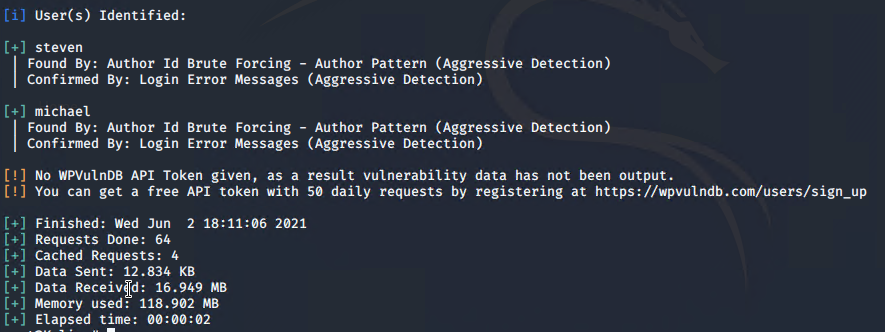 [i] User(s) Identified:
[+] steven
| Found By: Author Id Brute Forcing - Author Pattern (Aggressive Detection)
| Confirmed By: Login Error Messages (Aggressive Detection)
[+] michael
| Found By: Author Id Brute Forcing - Author Pattern (Aggressive Detection)
| Confirmed By: Login Error Messages (Aggressive Detection)
[!] No WPVulnDB API Token given, as a result vulnerability data has not been output.
[!] You can get a free API token with 50 daily requests by registering at https://wpvulndb.com/users/sign_up
[+] Finished: Wed Jun  2 18:11:06 2021
[+] Requests Done: 64
[+] Cached Requests: 4
[+] Data Sent: 12.834 KB
[+] Data Received: 16.949 MB
[+] Memory used: 118.902 MB
[+] Elapsed time: 00:00:02